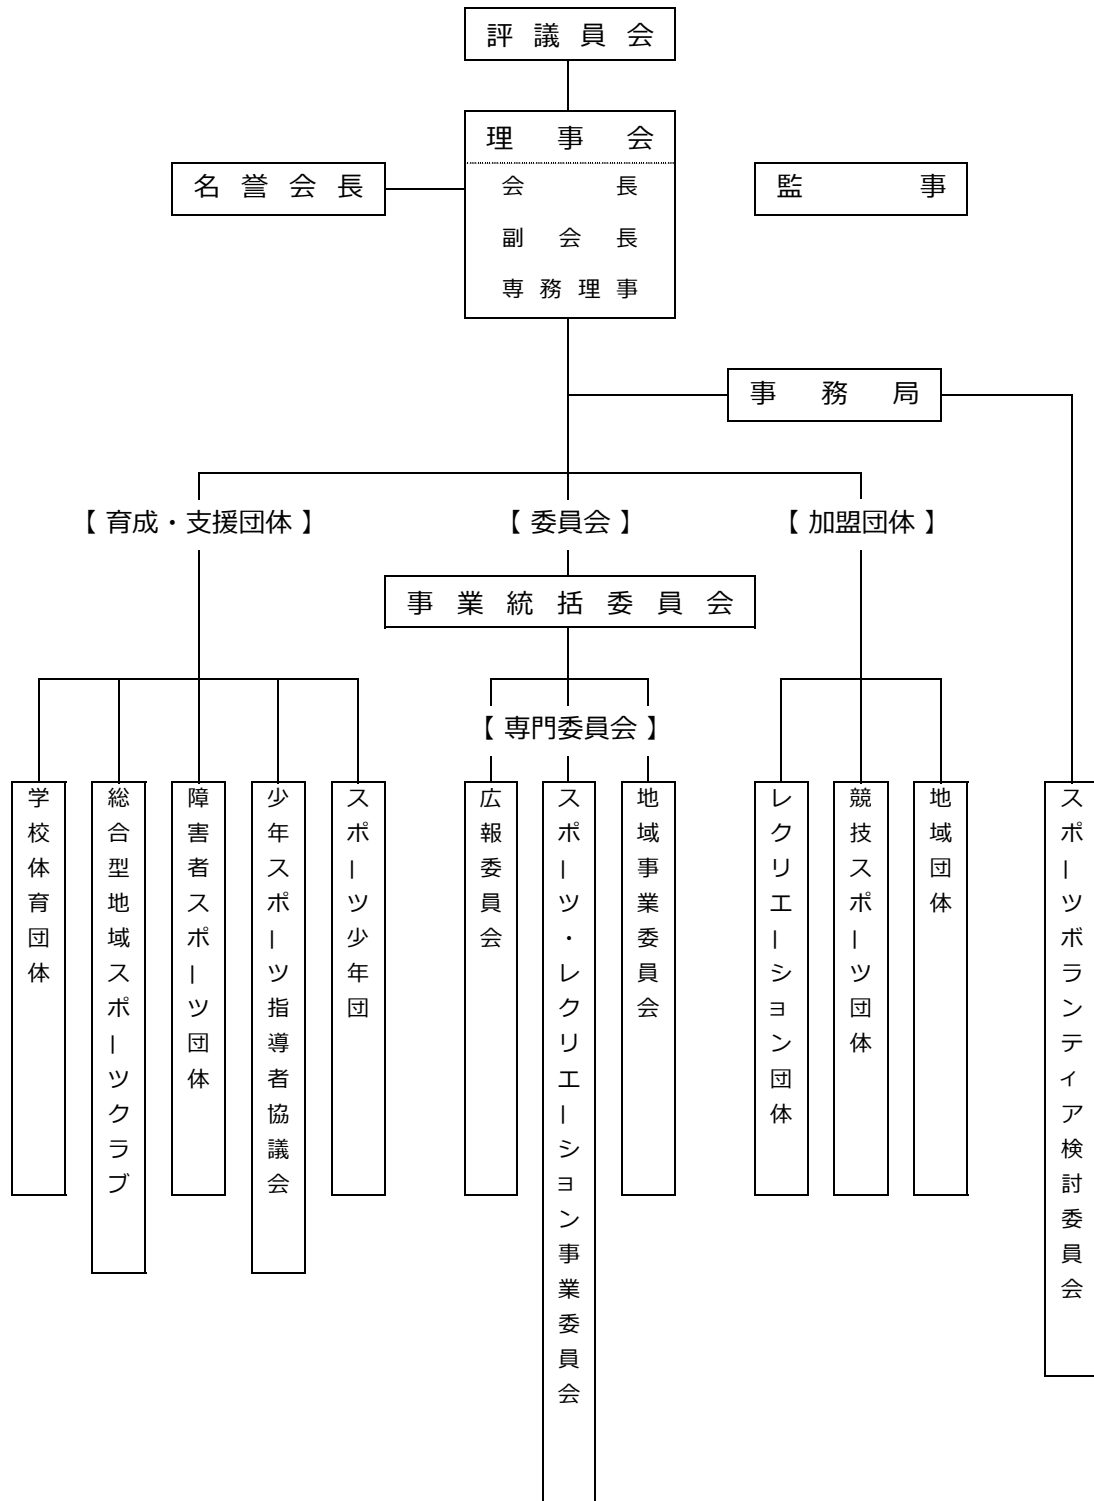 評議員会
理事会
名誉会長
会長
監事
副会長
専務理事
事務局
【 育成・支援団体 】
【 委員会 】
【 加盟団体 】
事業統括委員会
【 専門委員会 】
学校体育団体
総合型地域スポーツクラブ
障害者スポーツ団体
少年スポーツ指導者協議会
スポーツ少年団
広報委員会
スポーツ・レクリエーション事業委員会
地域事業委員会
レクリエーション団体
競技スポーツ団体
地域団体
スポーツボランティア検討委員会